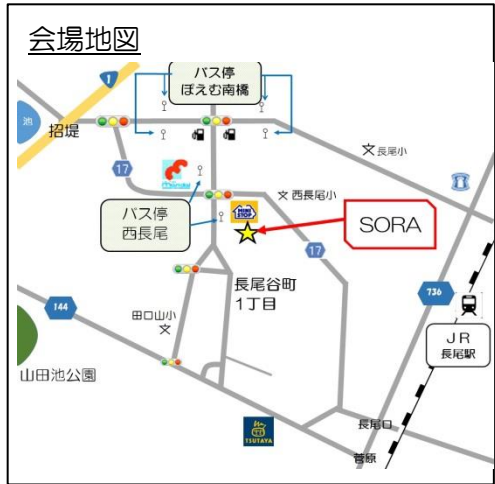 会場地図
バス停
ぽえむ南橋
1
池
招堤
文 長尾小
17
文 西長尾小
MINI
STOP
SORA
バス停
西長尾
17
長尾谷町
1丁目
736
144
田口山小
文
JR
長尾駅
山田池公園
TSUTAYA
長尾口
菅原